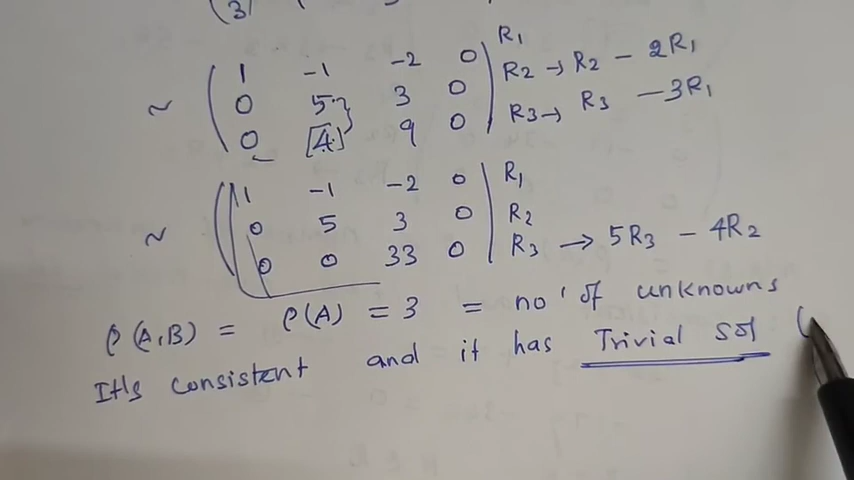 (3)
R1
~ ( 1 -1 -2 0 | R2 → R2 - 2R1
0 5 3 0
0 [4] 9 0 | R3 → R3 - 3R1
( 1 -1 -2 0 | R1
~ 0 5 3 0 | R2
0 0 33 0 | R3 → 5R3 - 4R2
ρ(A,B) = ρ(A) = 3 = no' of unknowns
It's consistent and it has Trivial sol (